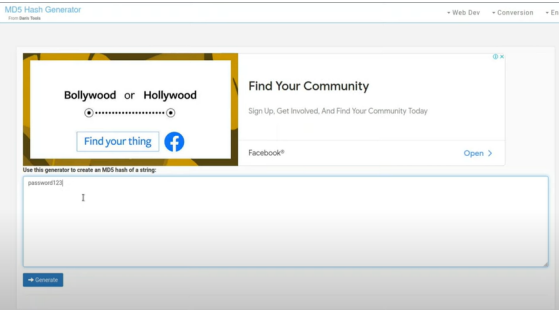 MD5 Hash Generator
From Dan's Tools
Web Dev
Conversion
En
Bollywood or Hollywood
Find your thing
Find Your Community
Sign Up, Get Involved, And Find Your Community Today
Facebook®
Open >
Use this generator to create an MD5 hash of a string:
password123
Generate